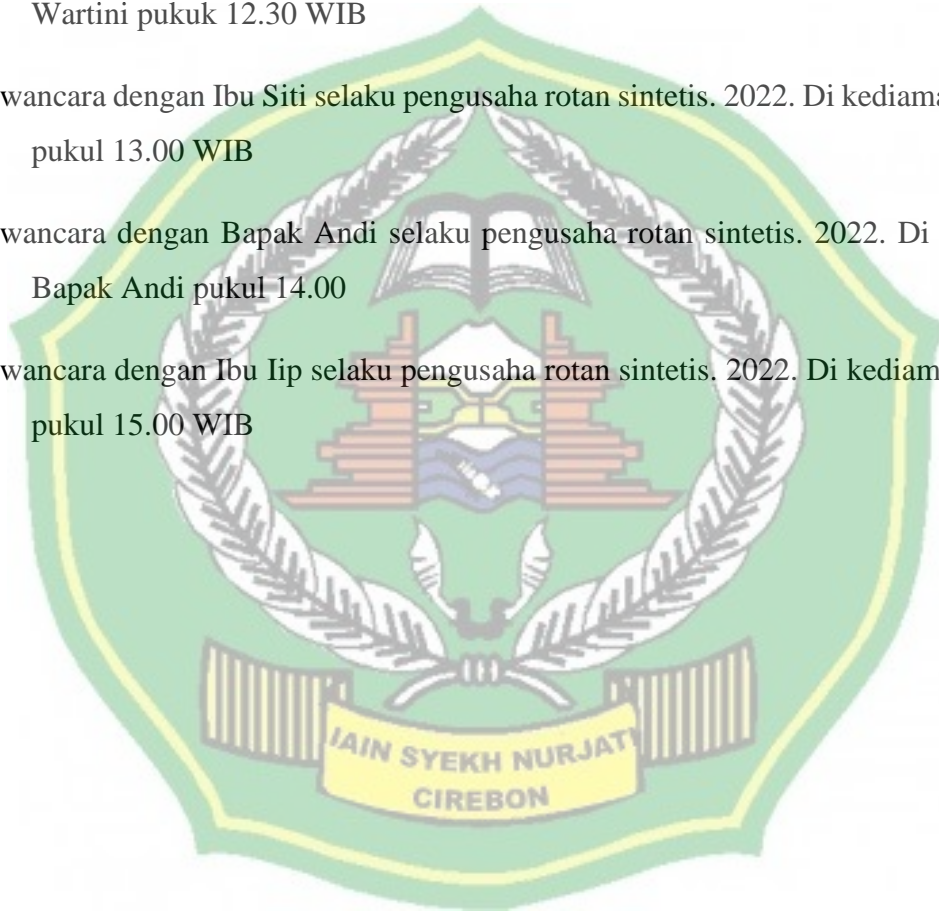 Wartini pukuk 12.30 WIB
wancara dengan Ibu Siti selaku pengusaha rotan sintetis. 2022. Di kediama
pukul 13.00 WIB
wancara dengan Bapak Andi selaku pengusaha rotan sintetis. 2022. Di
Bapak Andi pukul 14.00
wancara dengan Ibu Iip selaku pengusaha rotan sintetis. 2022. Di kediam
pukul 15.00 WIB
IAIN SYEKH NURJATI
CIREBON